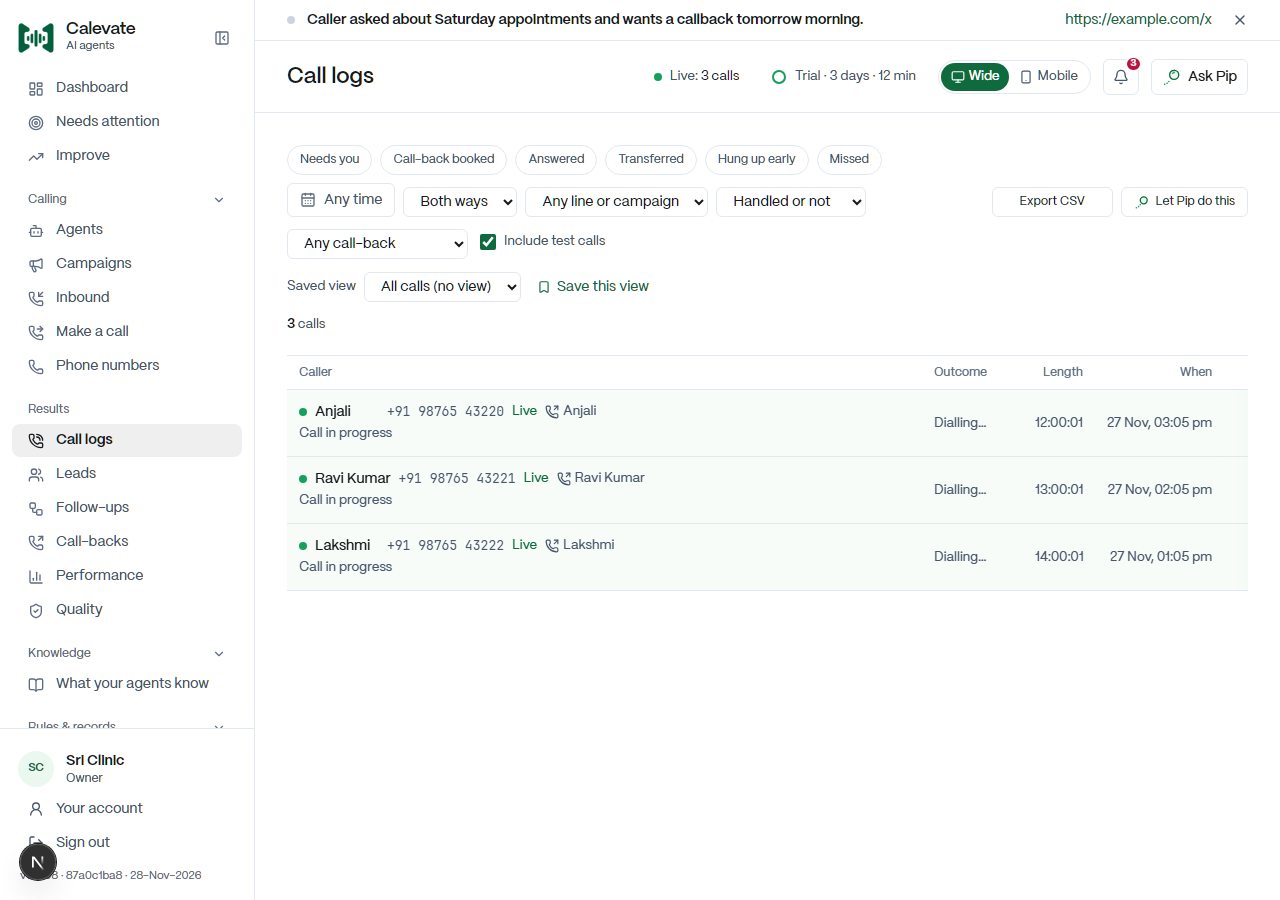 Calevate
AI agents
Dashboard
Needs attention
Improve
Calling
Agents
Campaigns
Inbound
Make a call
Phone numbers
Results
Call logs
Leads
Follow-ups
Call-backs
Performance
Quality
Knowledge
What your agents know
Rules & records
SC
Sri Clinic
Owner
Your account
Sign out
N
87a0c1ba8 · 28-Nov-2026
Caller asked about Saturday appointments and wants a callback tomorrow morning.
https://example.com/x
Call logs
Live: 3 calls
Trial · 3 days · 12 min
Wide
Mobile
3
Ask Pip
Needs you
Call-back booked
Answered
Transferred
Hung up early
Missed
Any time
Both ways
Any line or campaign
Handled or not
Export CSV
Let Pip do this
Any call-back
Include test calls
Saved view
All calls (no view)
Save this view
3 calls
Caller Outcome Length When
Anjali +91 98765 43220 Live Anjali
Call in progress
Dialling… 12:00:01 27 Nov, 03:05 pm
Ravi Kumar +91 98765 43221 Live Ravi Kumar
Call in progress
Dialling… 13:00:01 27 Nov, 02:05 pm
Lakshmi +91 98765 43222 Live Lakshmi
Call in progress
Dialling… 14:00:01 27 Nov, 01:05 pm